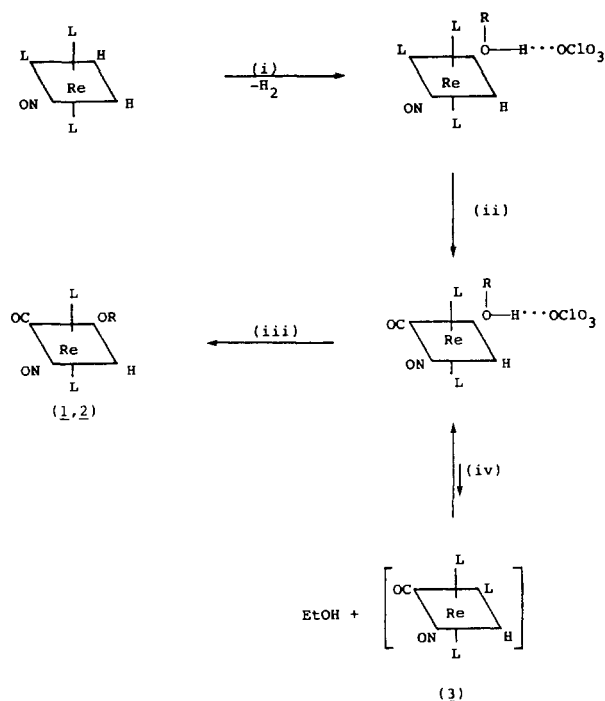 L
L
H
Re
ON
H
L
(i)
-H2
R
L
L
O—H···OClO3
Re
ON
H
L
(ii)
L
OC
OR
Re
ON
H
L
(1,2)
(iii)
R
L
O—H···OClO3
OC
Re
ON
H
L
(iv)
L
OC
L
EtOH +
Re
ON
H
L
(3)